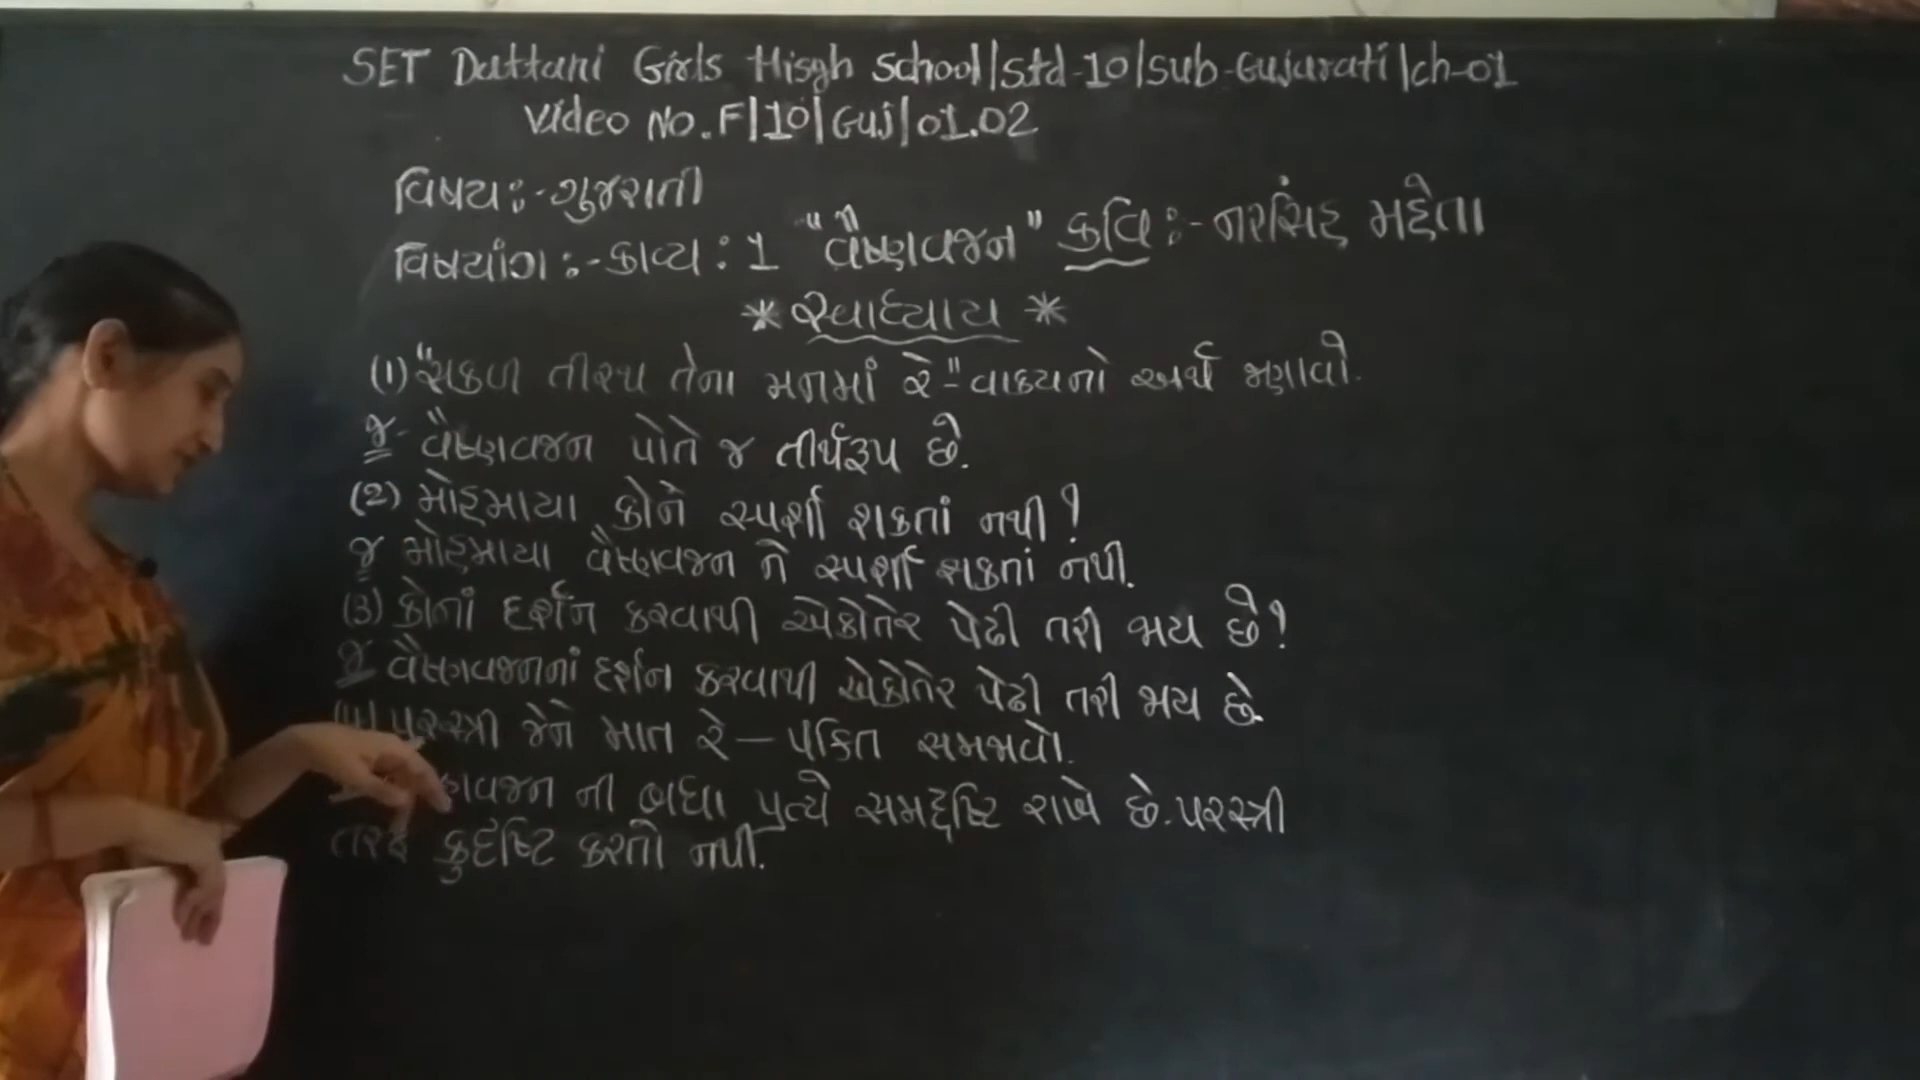 SET Dattani Girls Hisgh School|Std-10|Sub-Gujarati|ch-01
Video No.F|10|Guj|01.02
વિષય:-ગુજરાતી
વિષયાંગ:-કાવ્ય:1 "વૈષ્ણવજન" કવિ:-નરસિંહ મહેતા
* સ્વાધ્યાય *
(1) "સકળ તીરથ તેના મનમાં રે"-વાક્યનો અર્થ જણાવો.
જ- વૈષ્ણવજન પોતે જ તીર્થરૂપ છે.
(2) મોહમાયા કોને સ્પર્શી શકતાં નથી?
જ મોહમાયા વૈષ્ણવજન ને સ્પર્શી શકતાં નથી.
(3) કોનાં દર્શન કરવાથી એકોતેર પેઢી તરી જાય છે?
જ વૈષ્ણવજનનાં દર્શન કરવાથી એકોતેર પેઢી તરી જાય છે.
પરસ્ત્રી જેને માત રે - પંકિત સમજાવો.
ણવજન ની બધા પ્રત્યે સમદ્દષ્ટિ રાખે છે. પરસ્ત્રી
તરફ કુદૃષ્ટિ કરતો નથી.